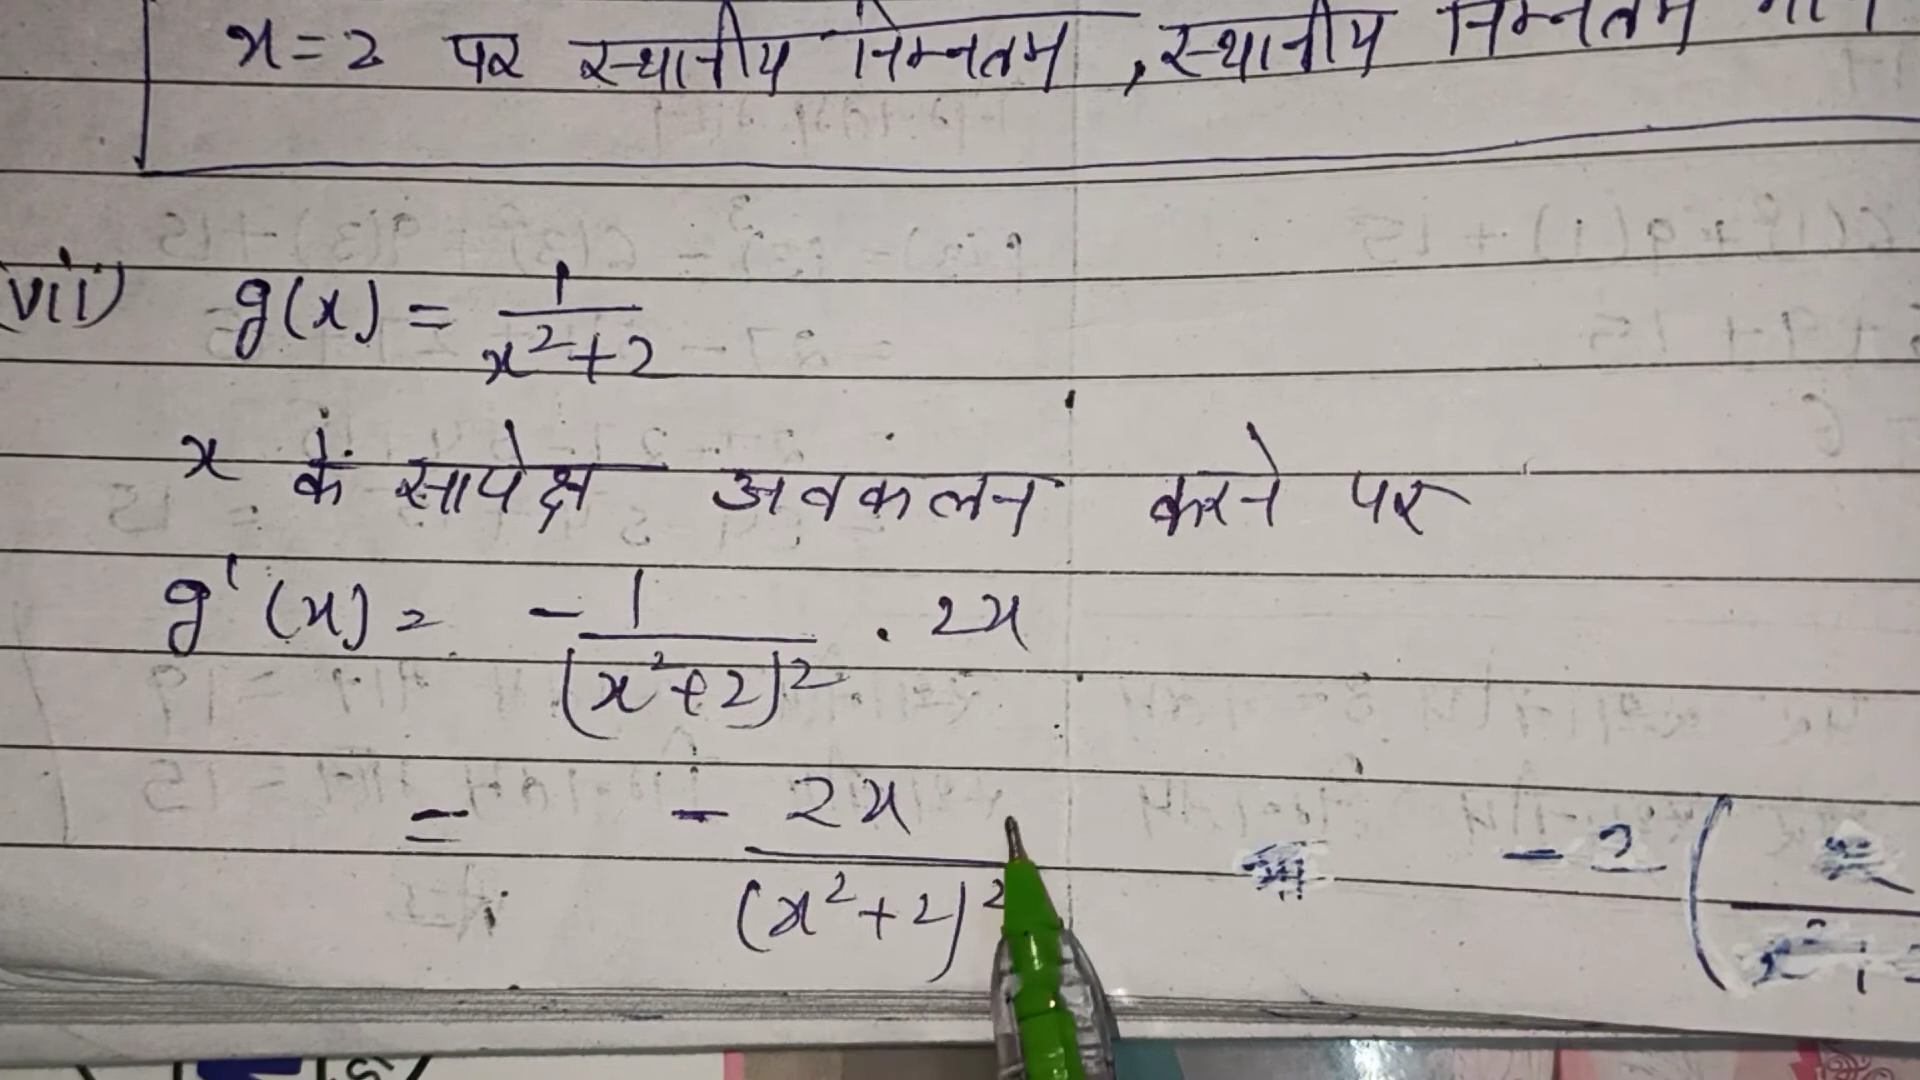 x=2 पर स्थानीय निम्नतम, स्थानीय निम्नतम मान
(vii) g(x) = 1/(x²+2)
x के सापेक्ष अवकलन करने पर
g'(x) = -1/(x²+2)² . 2x
= - 2x/(x²+2)²
-2 (